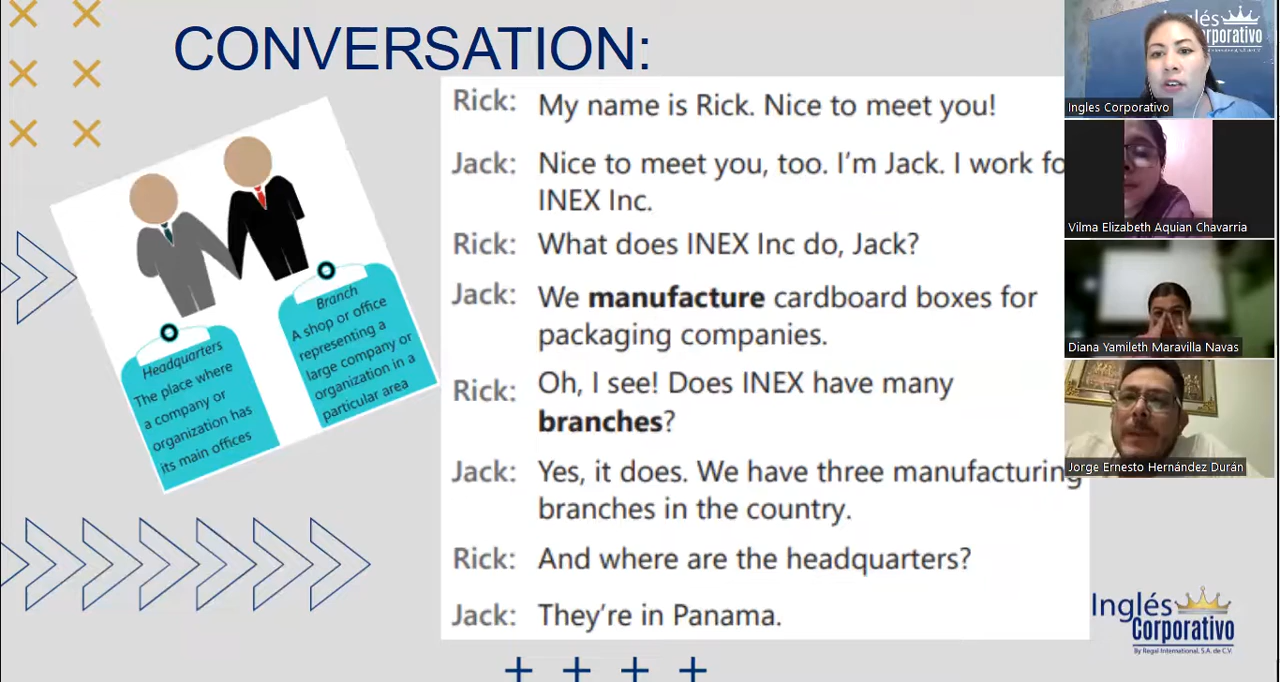 CONVERSATION:
Rick: My name is Rick. Nice to meet you!
Jack: Nice to meet you, too. I'm Jack. I work fo
INEX Inc.
Rick: What does INEX Inc do, Jack?
Jack: We manufacture cardboard boxes for
packaging companies.
Rick: Oh, I see! Does INEX have many
branches?
Jack: Yes, it does. We have three manufacturing
branches in the country.
Rick: And where are the headquarters?
Jack: They're in Panama.
Headquarters
The place where
a company or
organization has
its main offices
Branch
A shop or office
representing a
large company or
organization in a
particular area
Inglés
Corporativo
By Regal International, S.A. de C.V.
Ingles Corporativo
Vilma Elizabeth Aquian Chavarria
Diana Yamileth Maravilla Navas
Jorge Ernesto Hernández Durán